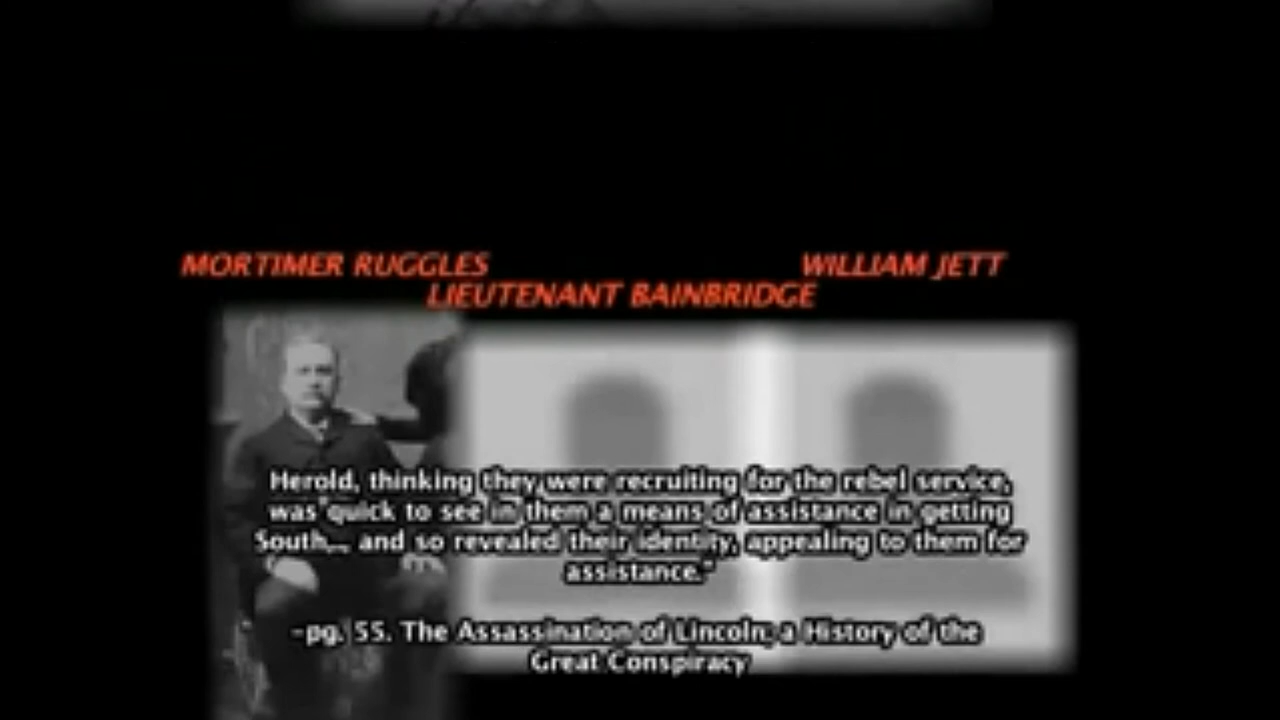 MORTIMER RUGGLES
WILLIAM JETT
LIEUTENANT BAINBRIDGE
Herold, thinking they were recruiting for the rebel service,
was"quick to see in them a means of assistance in getting
South,,, and so revealed their identity, appealing to them for
assistance."
-pg. 55. The Assassination of Lincoln; a History of the
Great Conspiracy